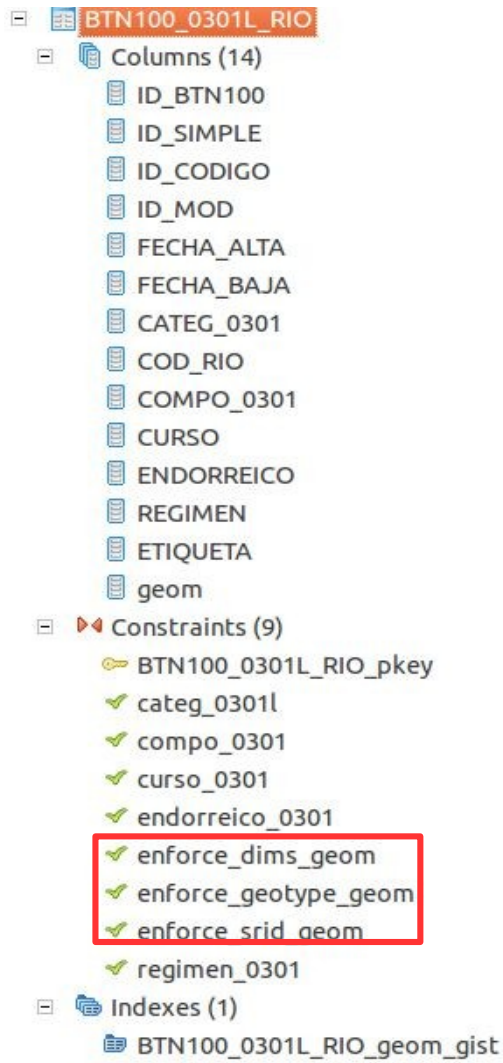 BTN100_0301L_RIO
Columns (14)
ID_BTN100
ID_SIMPLE
ID_CODIGO
ID_MOD
FECHA_ALTA
FECHA_BAJA
CATEG_0301
COD_RIO
COMPO_0301
CURSO
ENDORREICO
REGIMEN
ETIQUETA
geom
Constraints (9)
BTN100_0301L_RIO_pkey
categ_0301l
compo_0301
curso_0301
endorreico_0301
enforce_dims_geom
enforce_geotype_geom
enforce_srid_geom
regimen_0301
Indexes (1)
BTN100_0301L_RIO_geom_gist